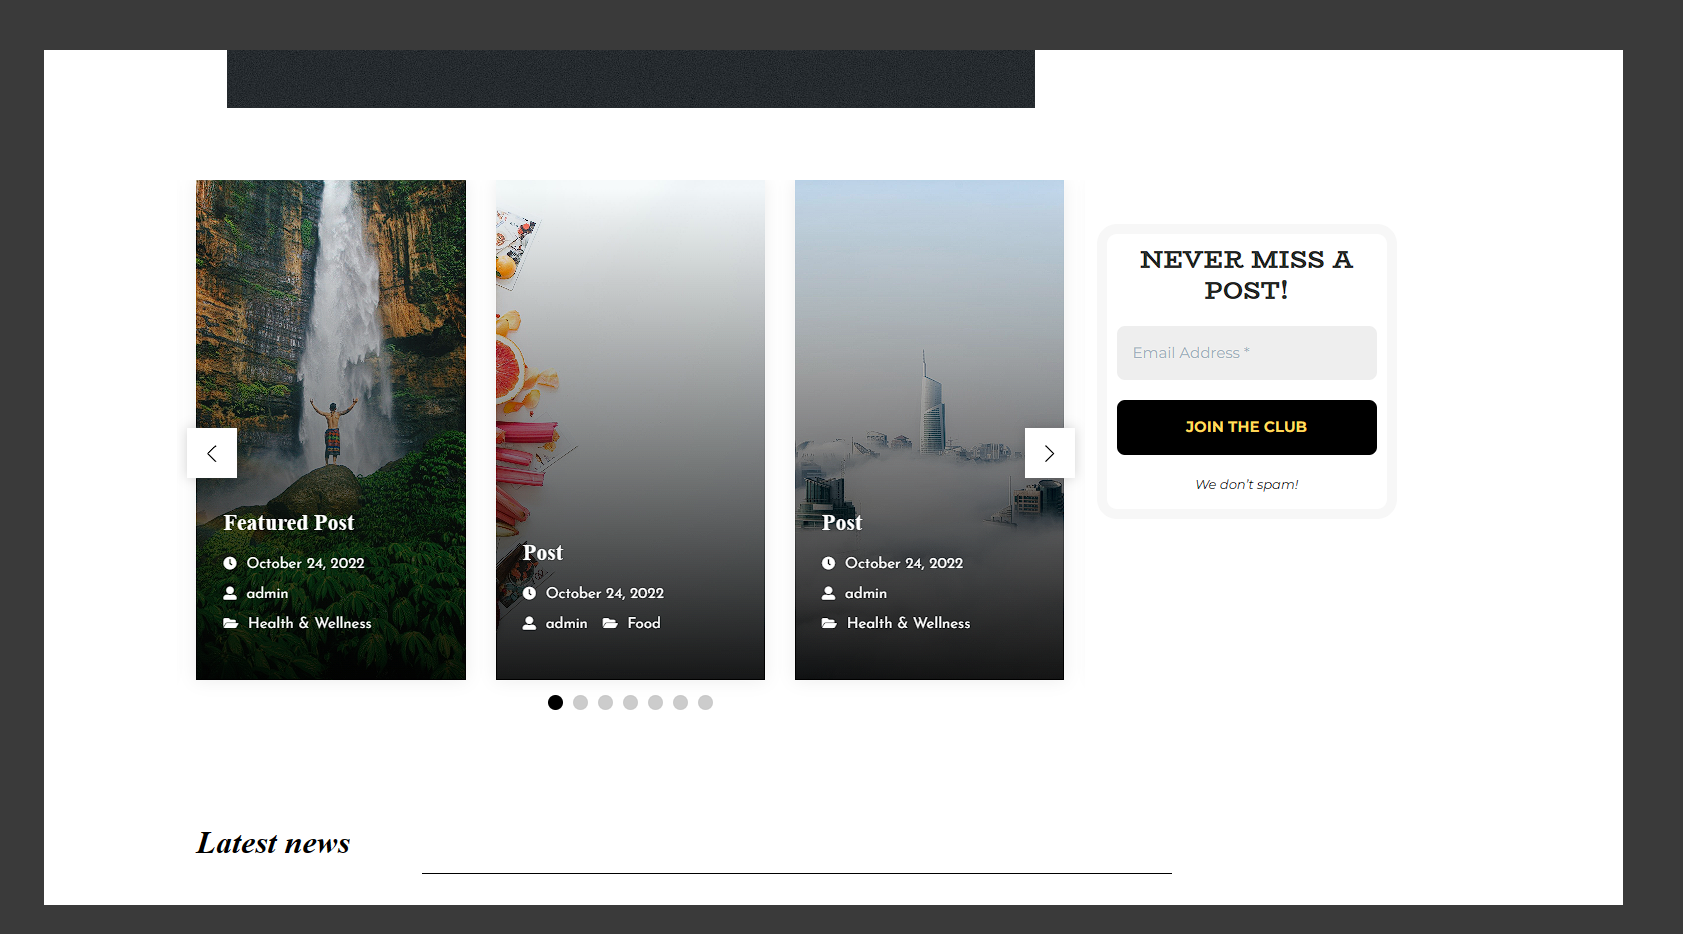 Featured Post
October 24, 2022
admin
Health & Wellness
Post
October 24, 2022
admin Food
Post
October 24, 2022
admin
Health & Wellness
NEVER MISS A
POST!
Email Address *
JOIN THE CLUB
We don't spam!
Latest news